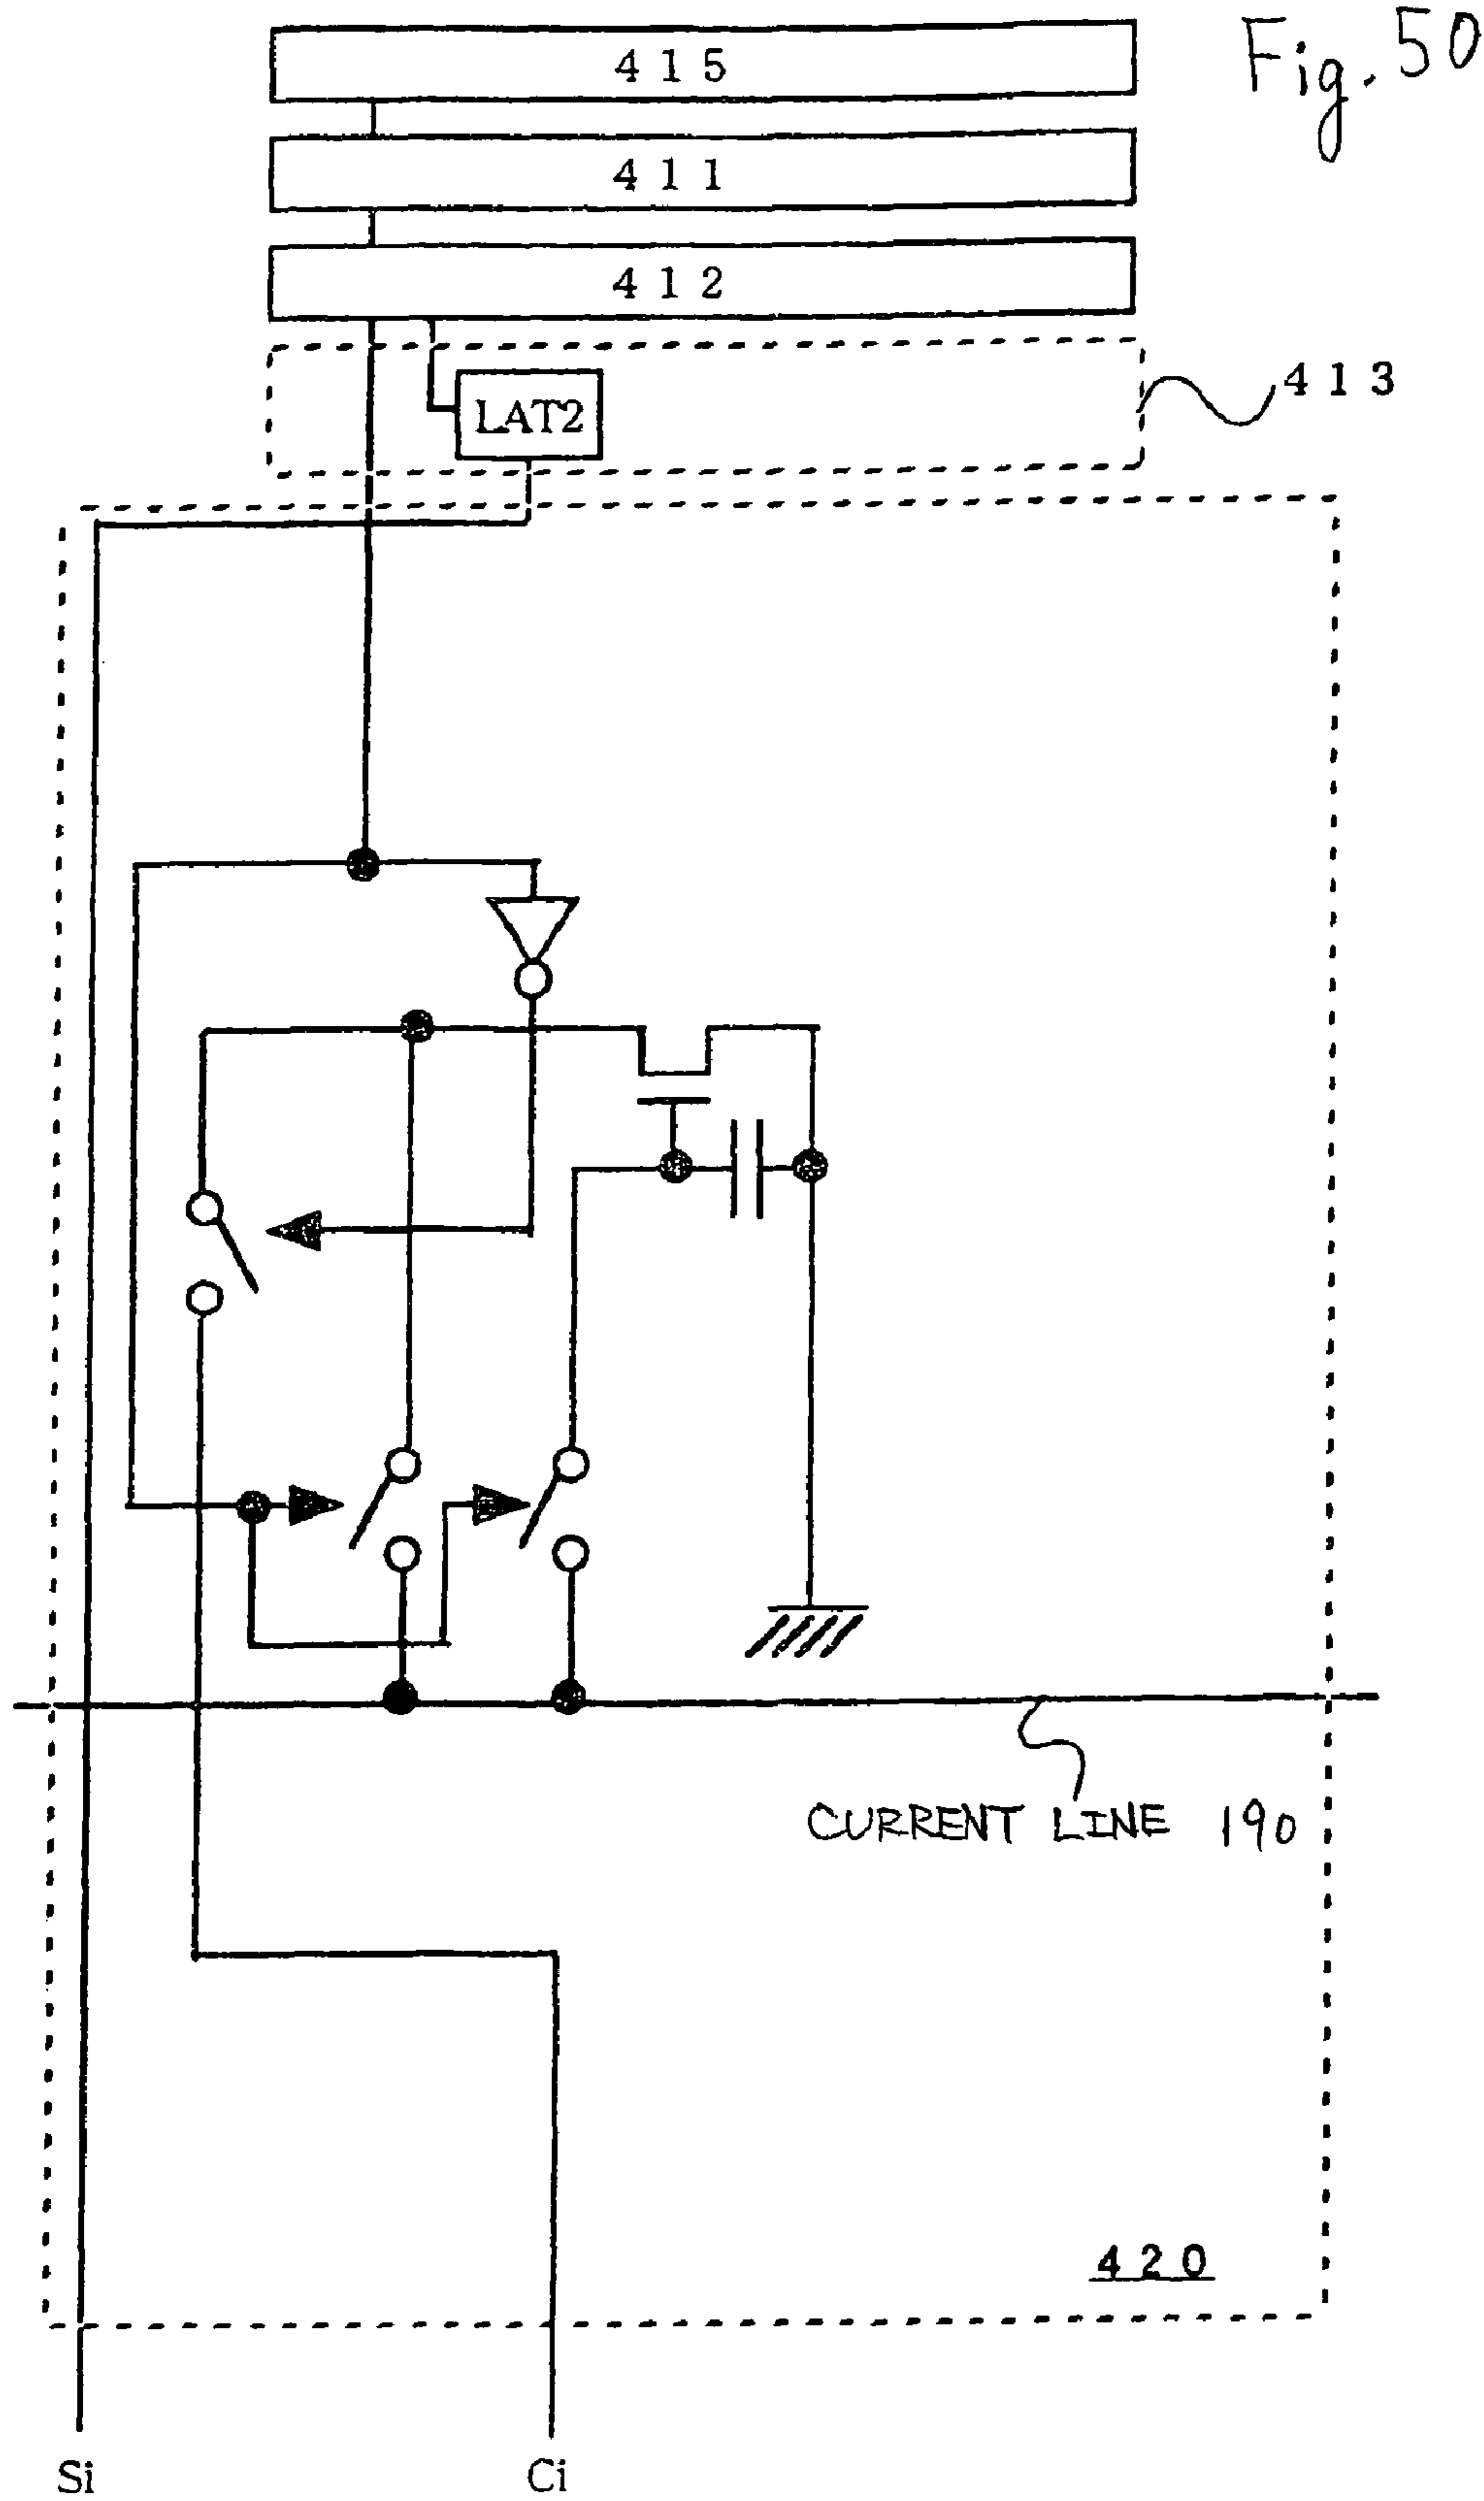 Fig. 50
415
411
412
413
LAT2
CURRENT LINE 190
420
Si
Ci